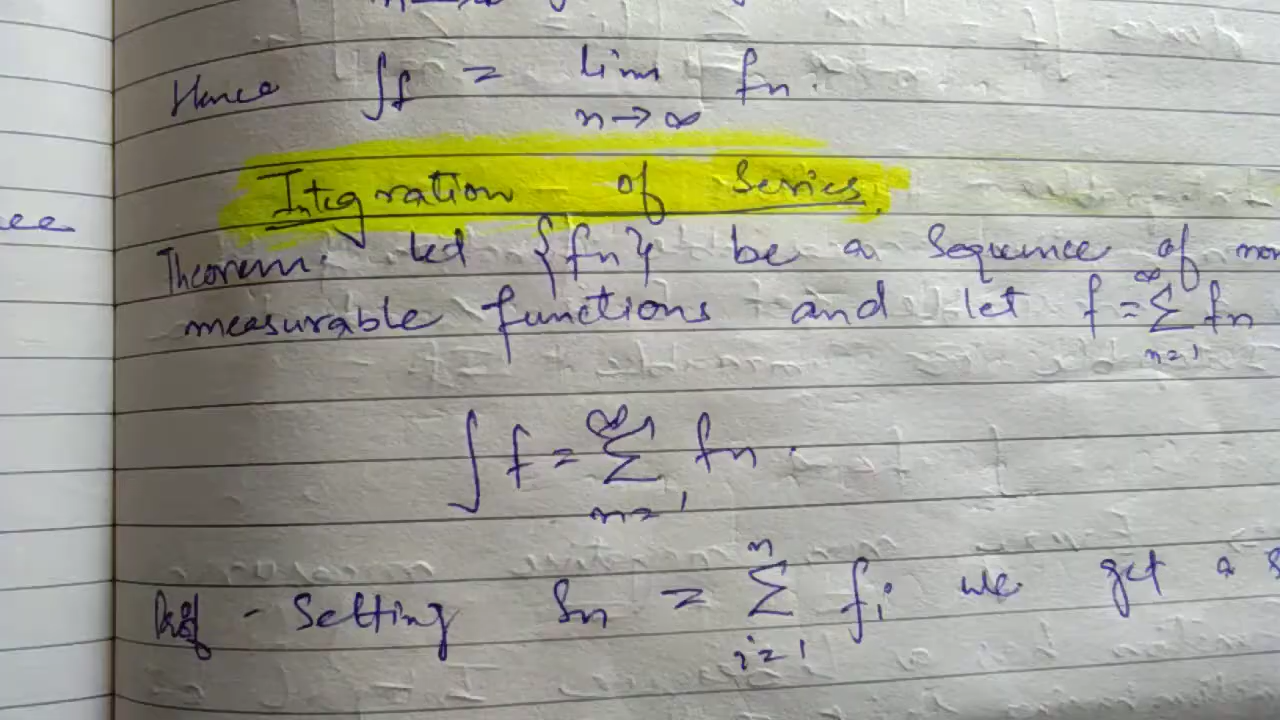 Hence ∫f = lim n→∞ fn.
Integration of Series.
Theorem: Let {fn} be a Sequence of non
measurable functions and let f = ∑_{n=1}^{∞} fn
∫ f = ∑_{n=1}^{∞} fn.
Proof - Setting Sn = ∑_{i=1}^{n} fi we get a s
ee